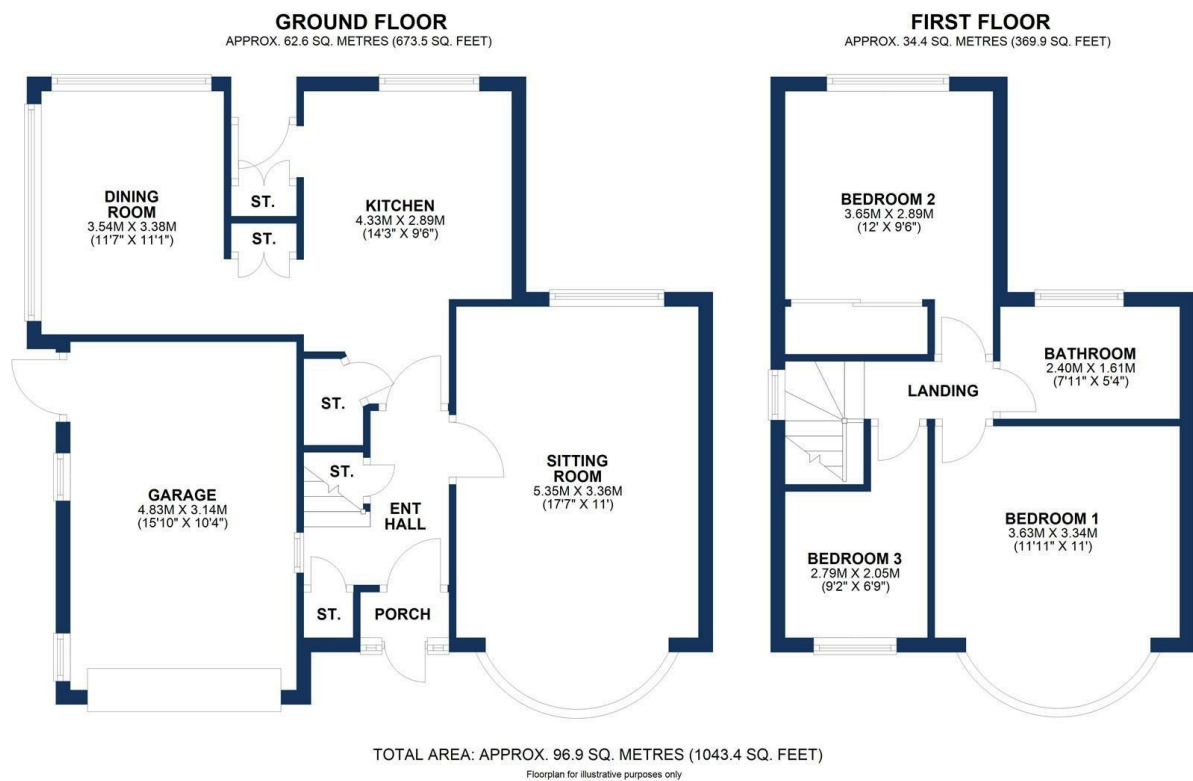 GROUND FLOOR
APPROX. 62.6 SQ. METRES (673.5 SQ. FEET)
DINING
ROOM
3.54M X 3.38M
(11'7" X 11'1")
ST.
ST.
KITCHEN
4.33M X 2.89M
(14'3" X 9'6")
ST.
ST.
GARAGE
4.83M X 3.14M
(15'10" X 10'4")
ENT
HALL
SITTING
ROOM
5.35M X 3.36M
(17'7" X 11')
ST.
PORCH
FIRST FLOOR
APPROX. 34.4 SQ. METRES (369.9 SQ. FEET)
BEDROOM 2
3.65M X 2.89M
(12' X 9'6")
BATHROOM
2.40M X 1.61M
(7'11" X 5'4")
LANDING
BEDROOM 1
3.63M X 3.34M
(11'11" X 11')
BEDROOM 3
2.79M X 2.05M
(9'2" X 6'9")
TOTAL AREA: APPROX. 96.9 SQ. METRES (1043.4 SQ. FEET)
Floorplan for illustrative purposes only